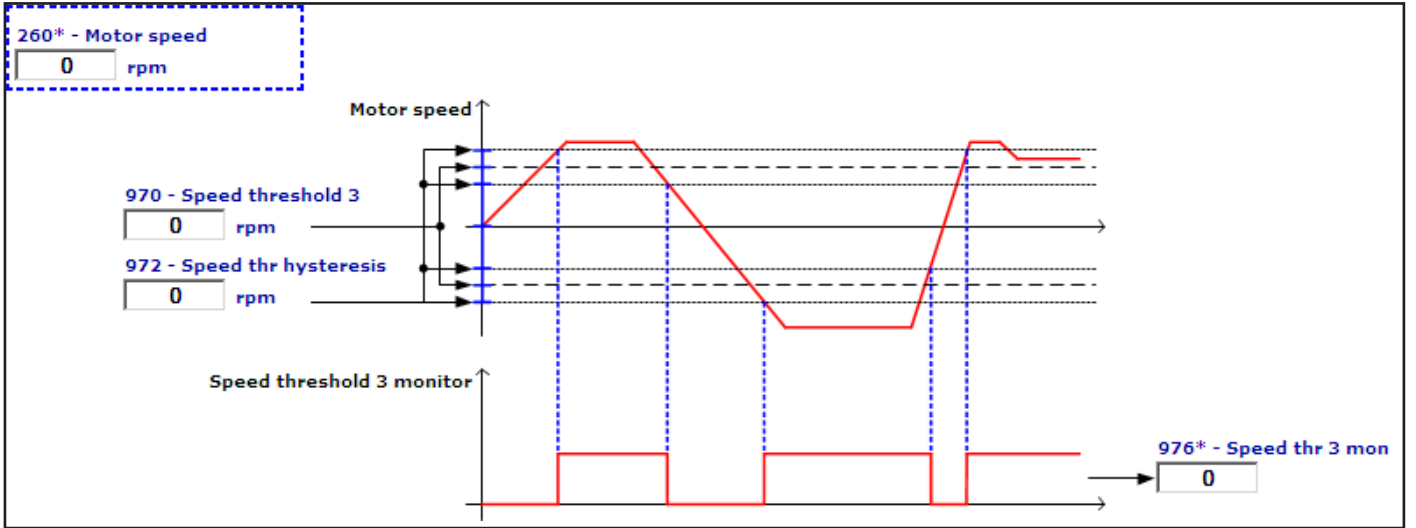 260* - Motor speed
0 rpm
Motor speed
970 - Speed threshold 3
0 rpm
972 - Speed thr hysteresis
0 rpm
Speed threshold 3 monitor
976* - Speed thr 3 mon
0